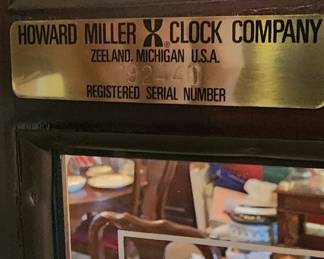 HOWARD MILLER CLOCK COMPANY
ZEELAND, MICHIGAN U.S.A.
REGISTERED SERIAL NUMBER